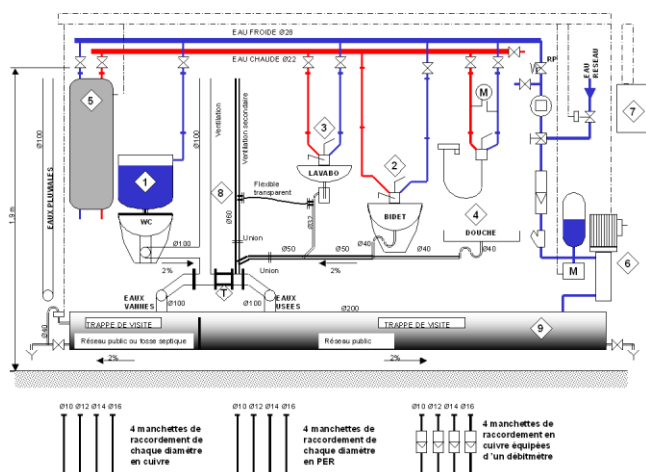 EAU FROIDE Ø28
EAU CHAUDE Ø22
RP
EAU
RESEAU
7
5
M
3
Ø100
Ø100
Ventilation
Ventilation secondaire
1
2
LAVABO
8
Flexible
transparent
4
1,9 m
EAUX PLUVIALES
WC
Ø60
Ø32
BIDET
DOUCHE
6
Ø100
Union
Ø50
Ø50
Ø40
Ø40
Ø40
M
2%
Union
2%
T
EAUX
VANNES
Ø100
Ø100
EAUX
USEES
Ø200
Ø40
TRAPPE DE VISITE
TRAPPE DE VISITE
9
Réseau public ou fosse septique
Réseau public
2%
2%
Ø10 Ø12 Ø14 Ø16
4 manchettes de
raccordement de
chaque diamètre
en cuivre
Ø10 Ø12 Ø14 Ø16
4 manchettes de
raccordement de
chaque diamètre
en PER
Ø10 Ø12 Ø14 Ø16
4 manchettes de
raccordement en
cuivre équipées
d'un débitmètre